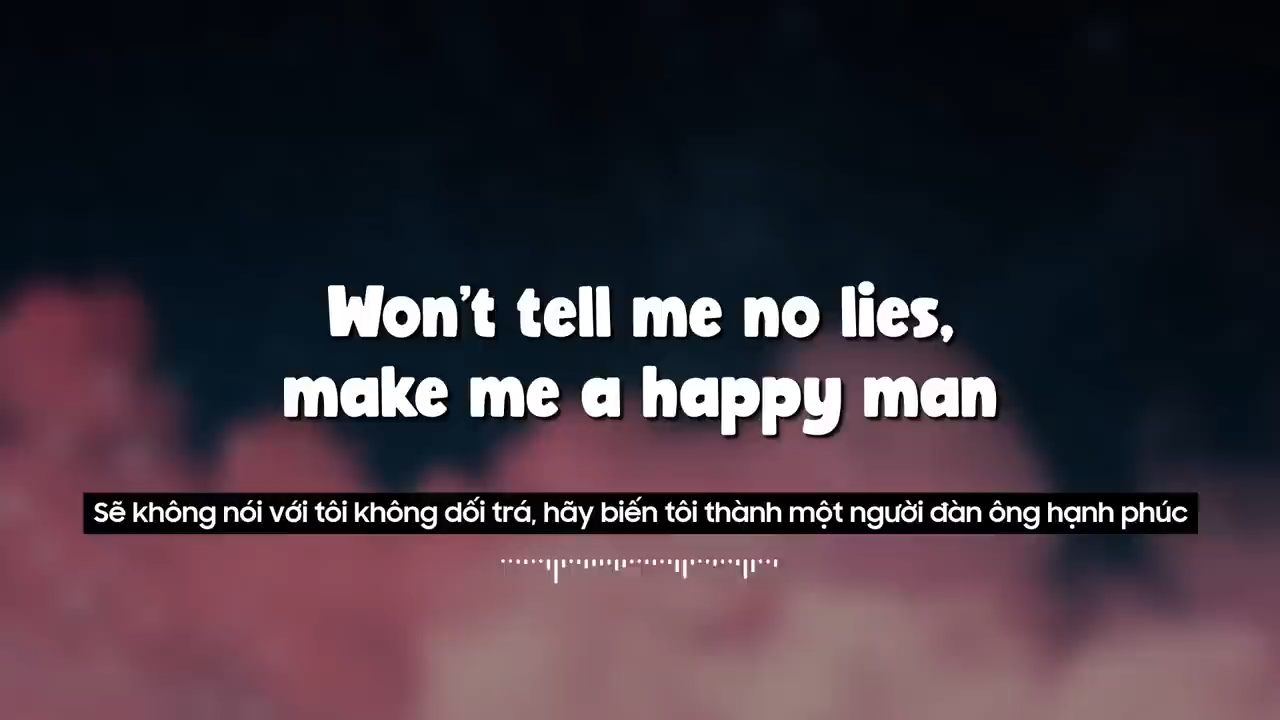 Won't tell me no lies,
make me a happy man
Sẽ không nói với tôi không dối trá, hãy biến tôi thành một người đàn ông hạnh phúc